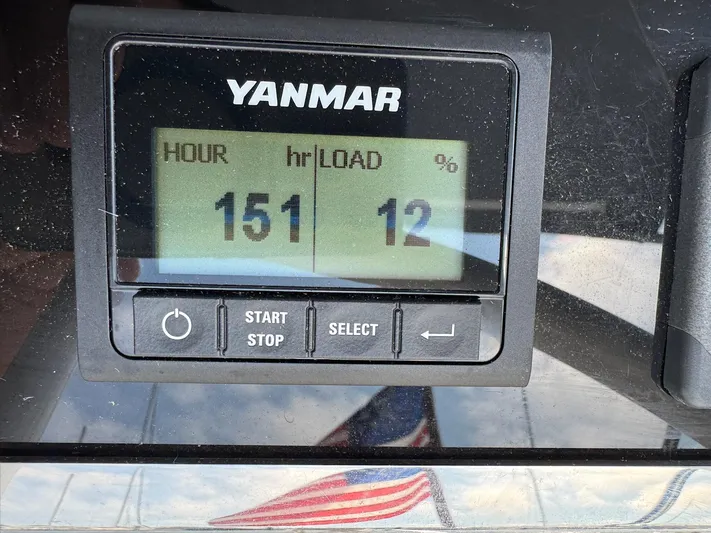 YANMAR
HOUR hr LOAD %
151 12
START
STOP
SELECT